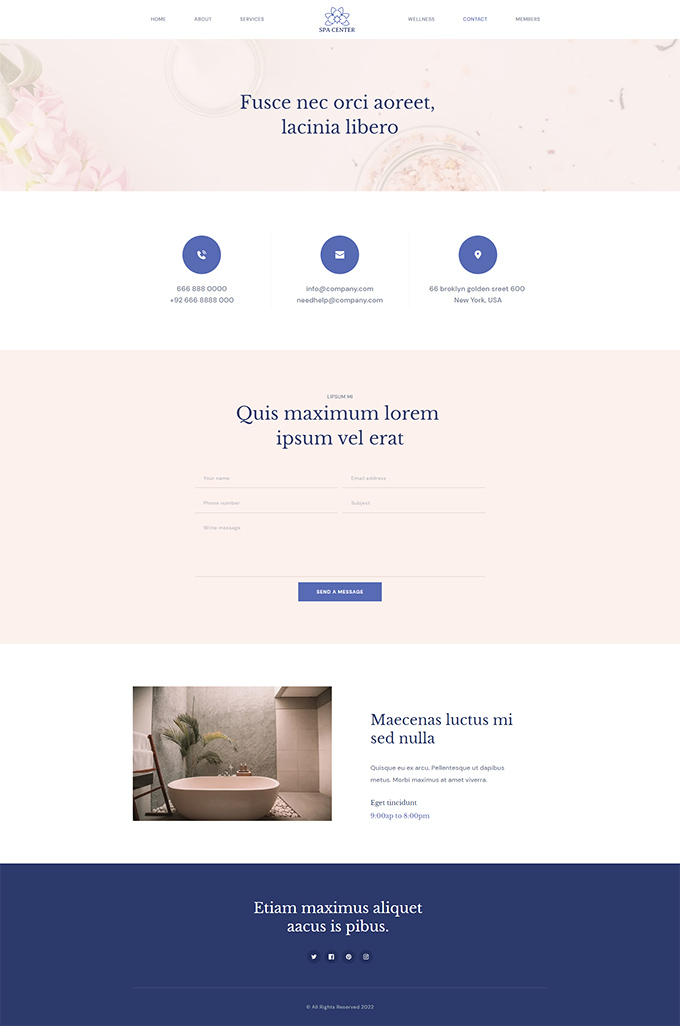 HOME
ABOUT
SERVICES
SPA CENTER
WELLNESS
CONTACT
MEMBERS
Fusce nec orci aoreet,
lacinia libero
666 888 0000
+92 666 8888 000
info@company.com
needhelp@company.com
66 broklyn golden sreet 600
New York, USA
LIPSUM MI
Quis maximum lorem
ipsum vel erat
Your name
Email address
Phone number
Subject
Write message
SEND A MESSAGE
Maecenas luctus mi
sed nulla
Quisque eu ex arcu. Pellentesque ut dapibus
metus. Morbi maximus at amet viverra.
Eget tincidunt
9:00ap to 8:00pm
Etiam maximus aliquet
aacus is pibus.
© All Rights Reserved 2022